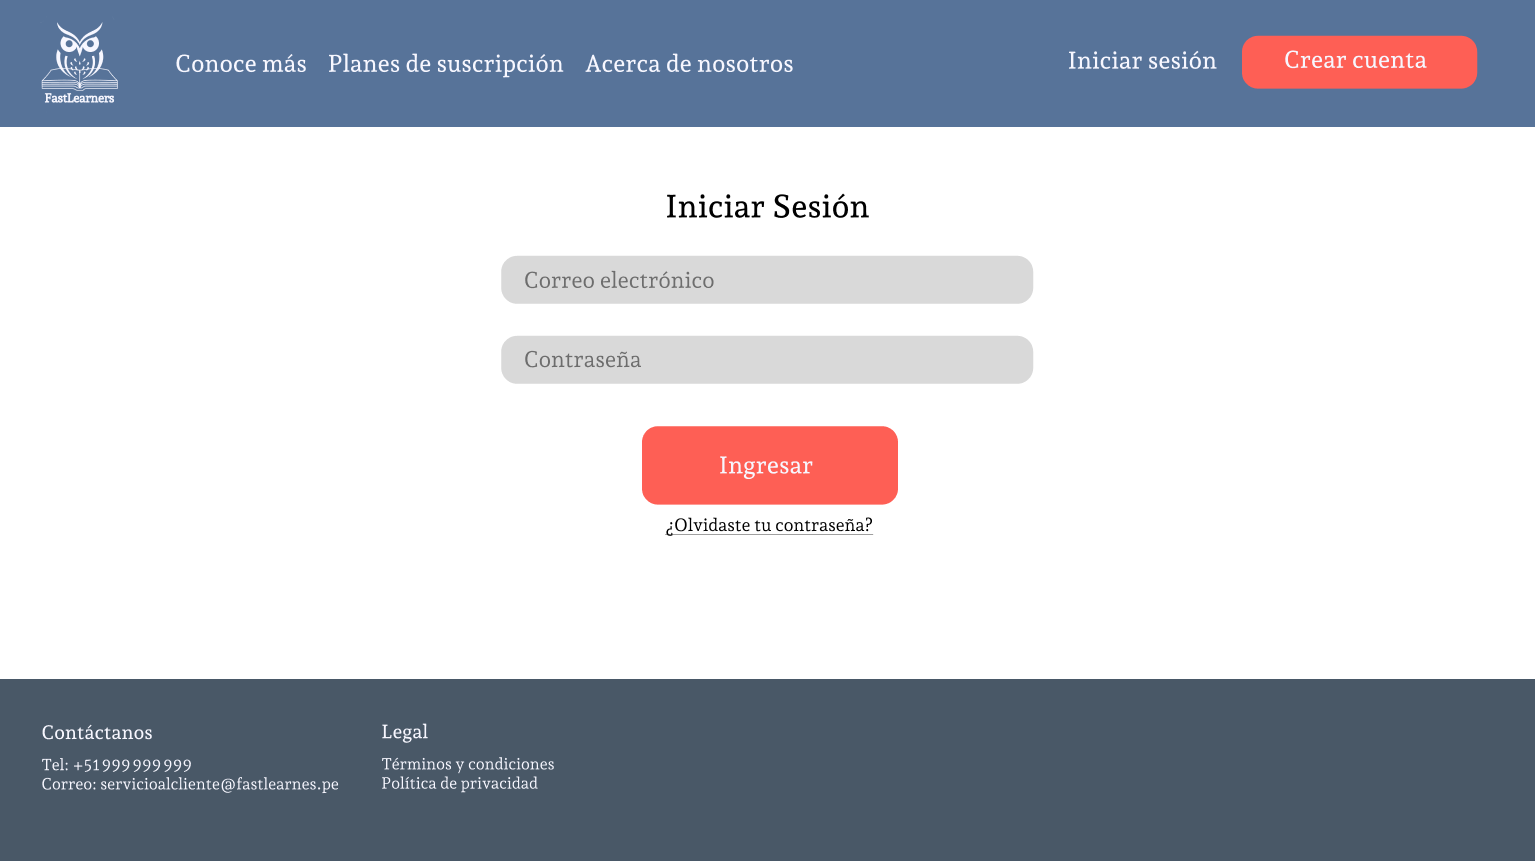 FastLearners
Conoce más Planes de suscripción Acerca de nosotros
Iniciar sesión
Crear cuenta
Iniciar Sesión
Correo electrónico
Contraseña
Ingresar
¿Olvidaste tu contraseña?
Contáctanos
Tel: +51999999999
Correo: servicioalcliente@fastlearnes.pe
Legal
Términos y condiciones
Política de privacidad